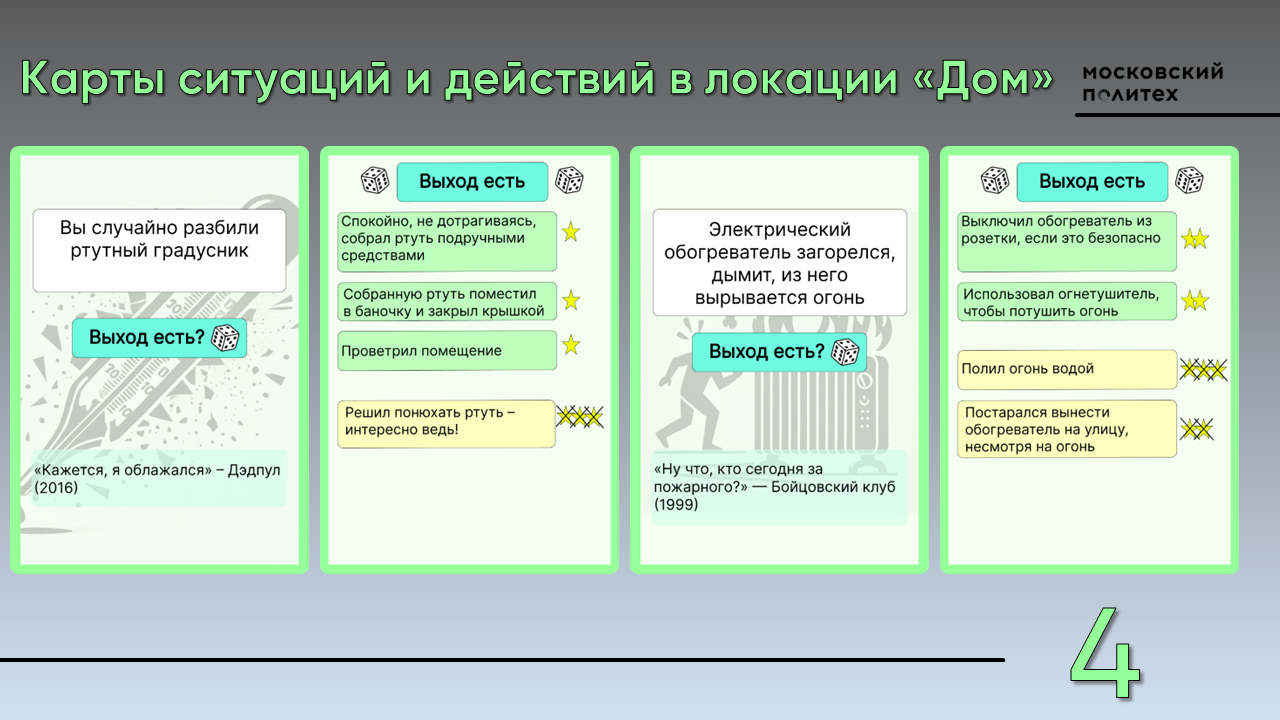 Карты ситуаций и действий в локации «Дом»
московский
политех
Вы случайно разбили
ртутный градусник
Выход есть?
«Кажется, я облажался» – Дэдпул
(2016)
Выход есть
Спокойно, не дотрагиваясь,
собрал ртуть подручными
средствами
Собранную ртуть поместил
в баночку и закрыл крышкой
Проветрил помещение
Решил понюхать ртуть –
интересно ведь!
Электрический
обогреватель загорелся,
дымит, из него
вырывается огонь
Выход есть?
«Ну что, кто сегодня за
пожарного?» — Бойцовский клуб
(1999)
Выход есть
Выключил обогреватель из
розетки, если это безопасно
Использовал огнетушитель,
чтобы потушить огонь
Полил огонь водой
Постарался вынести
обогреватель на улицу,
несмотря на огонь
4